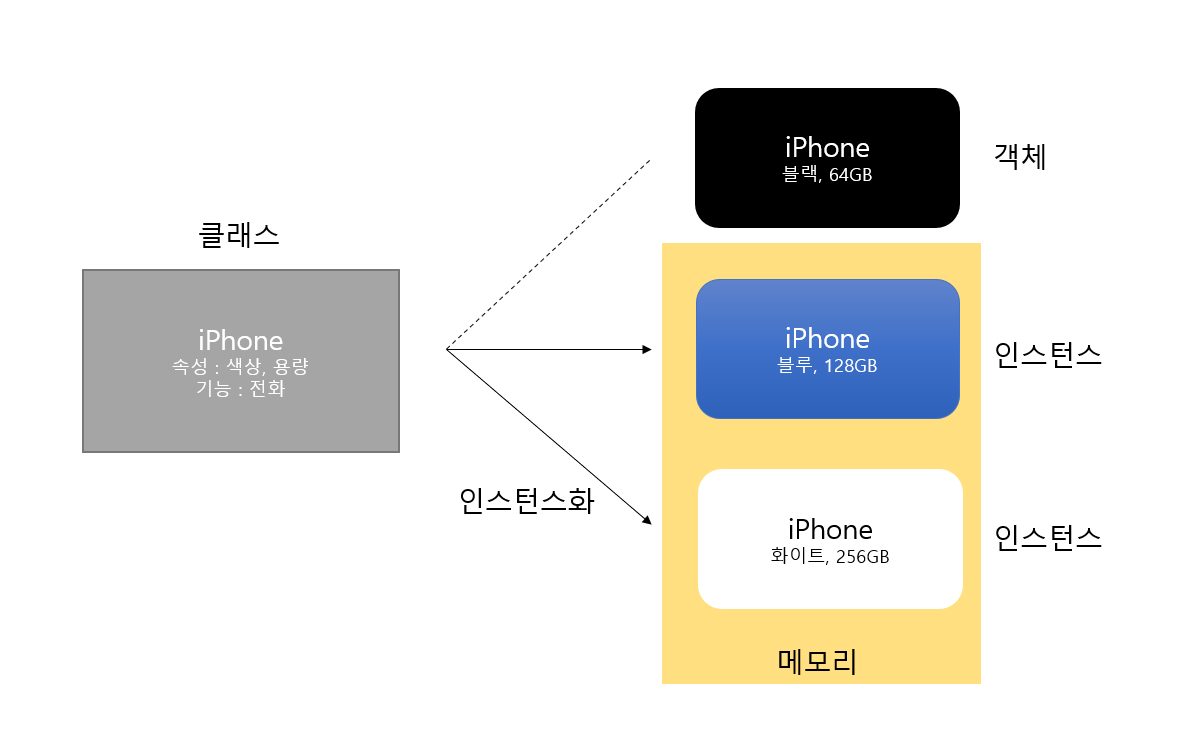 클래스
iPhone
속성 : 색상, 용량
기능 : 전화
인스턴스화
iPhone
블랙, 64GB
객체
iPhone
블루, 128GB
인스턴스
iPhone
화이트, 256GB
인스턴스
메모리